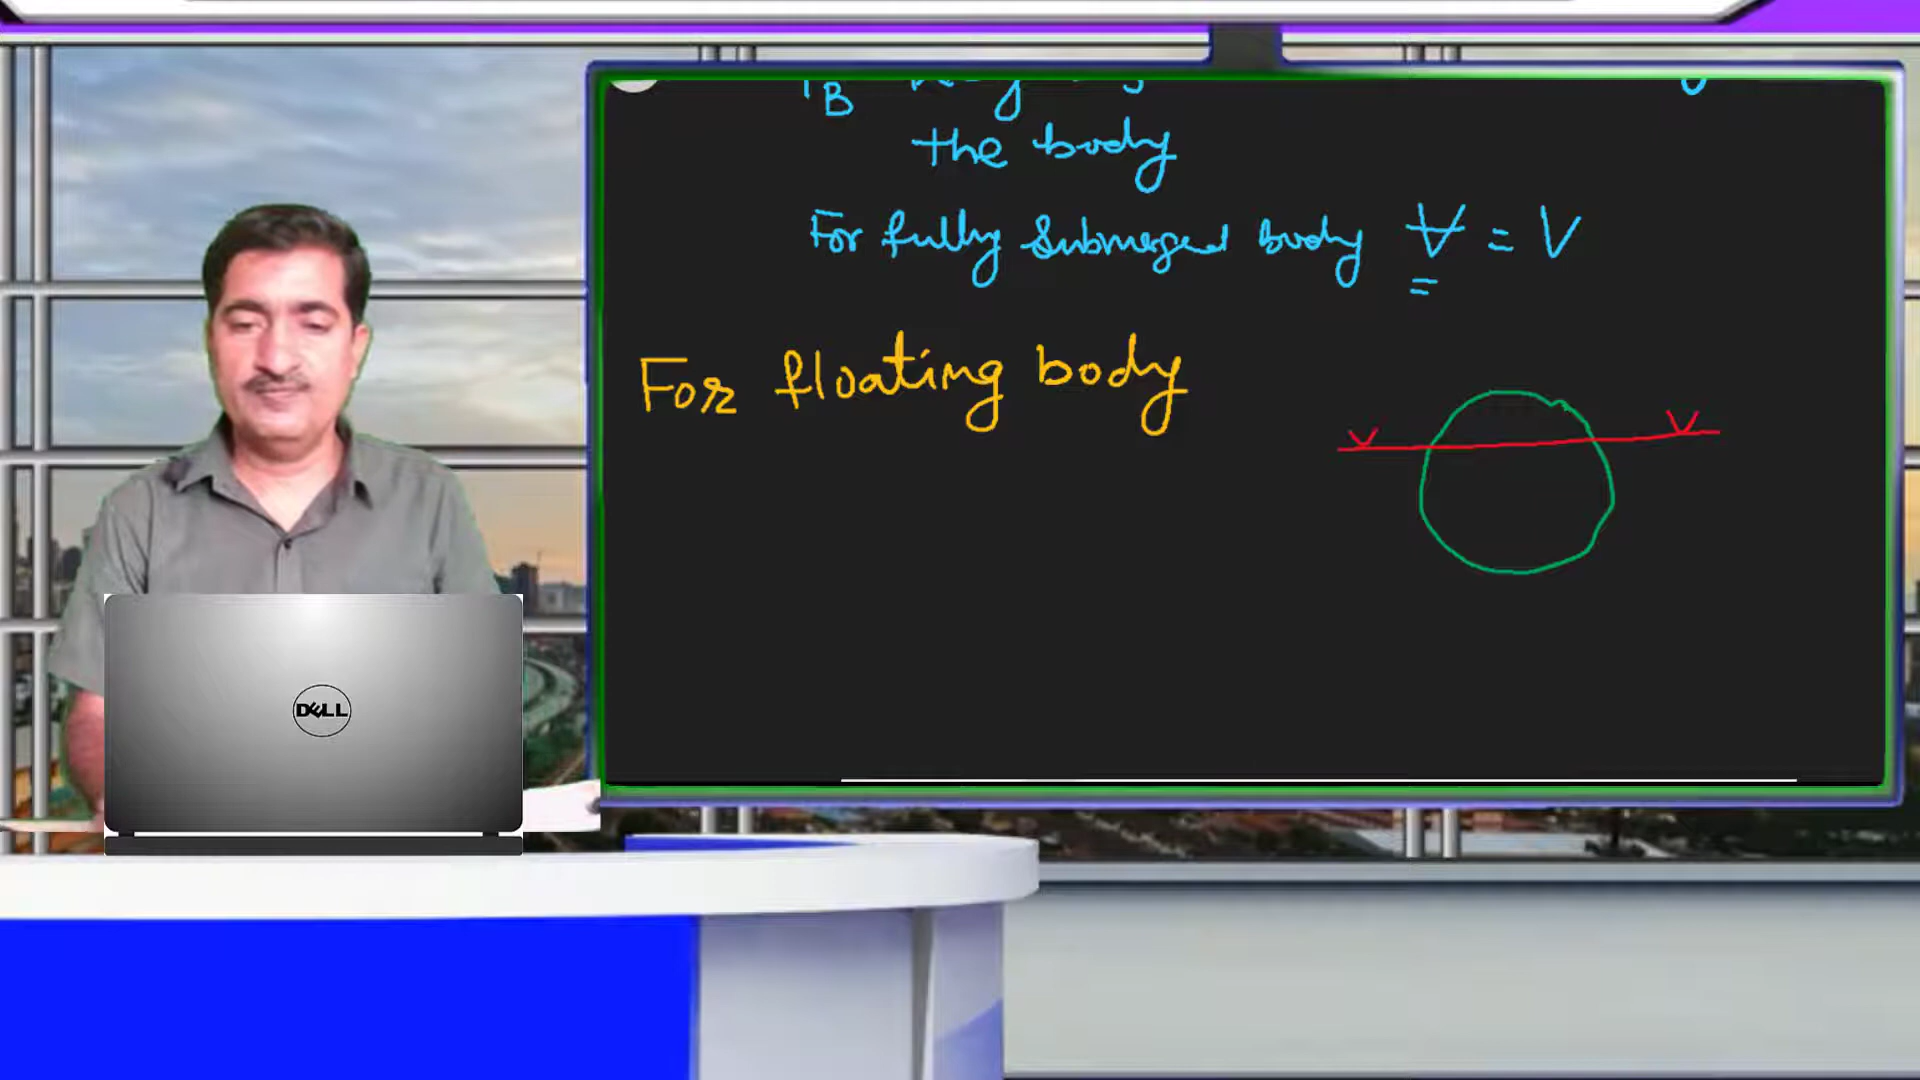 the body
For fully submerged body V = V
For floating body
DELL